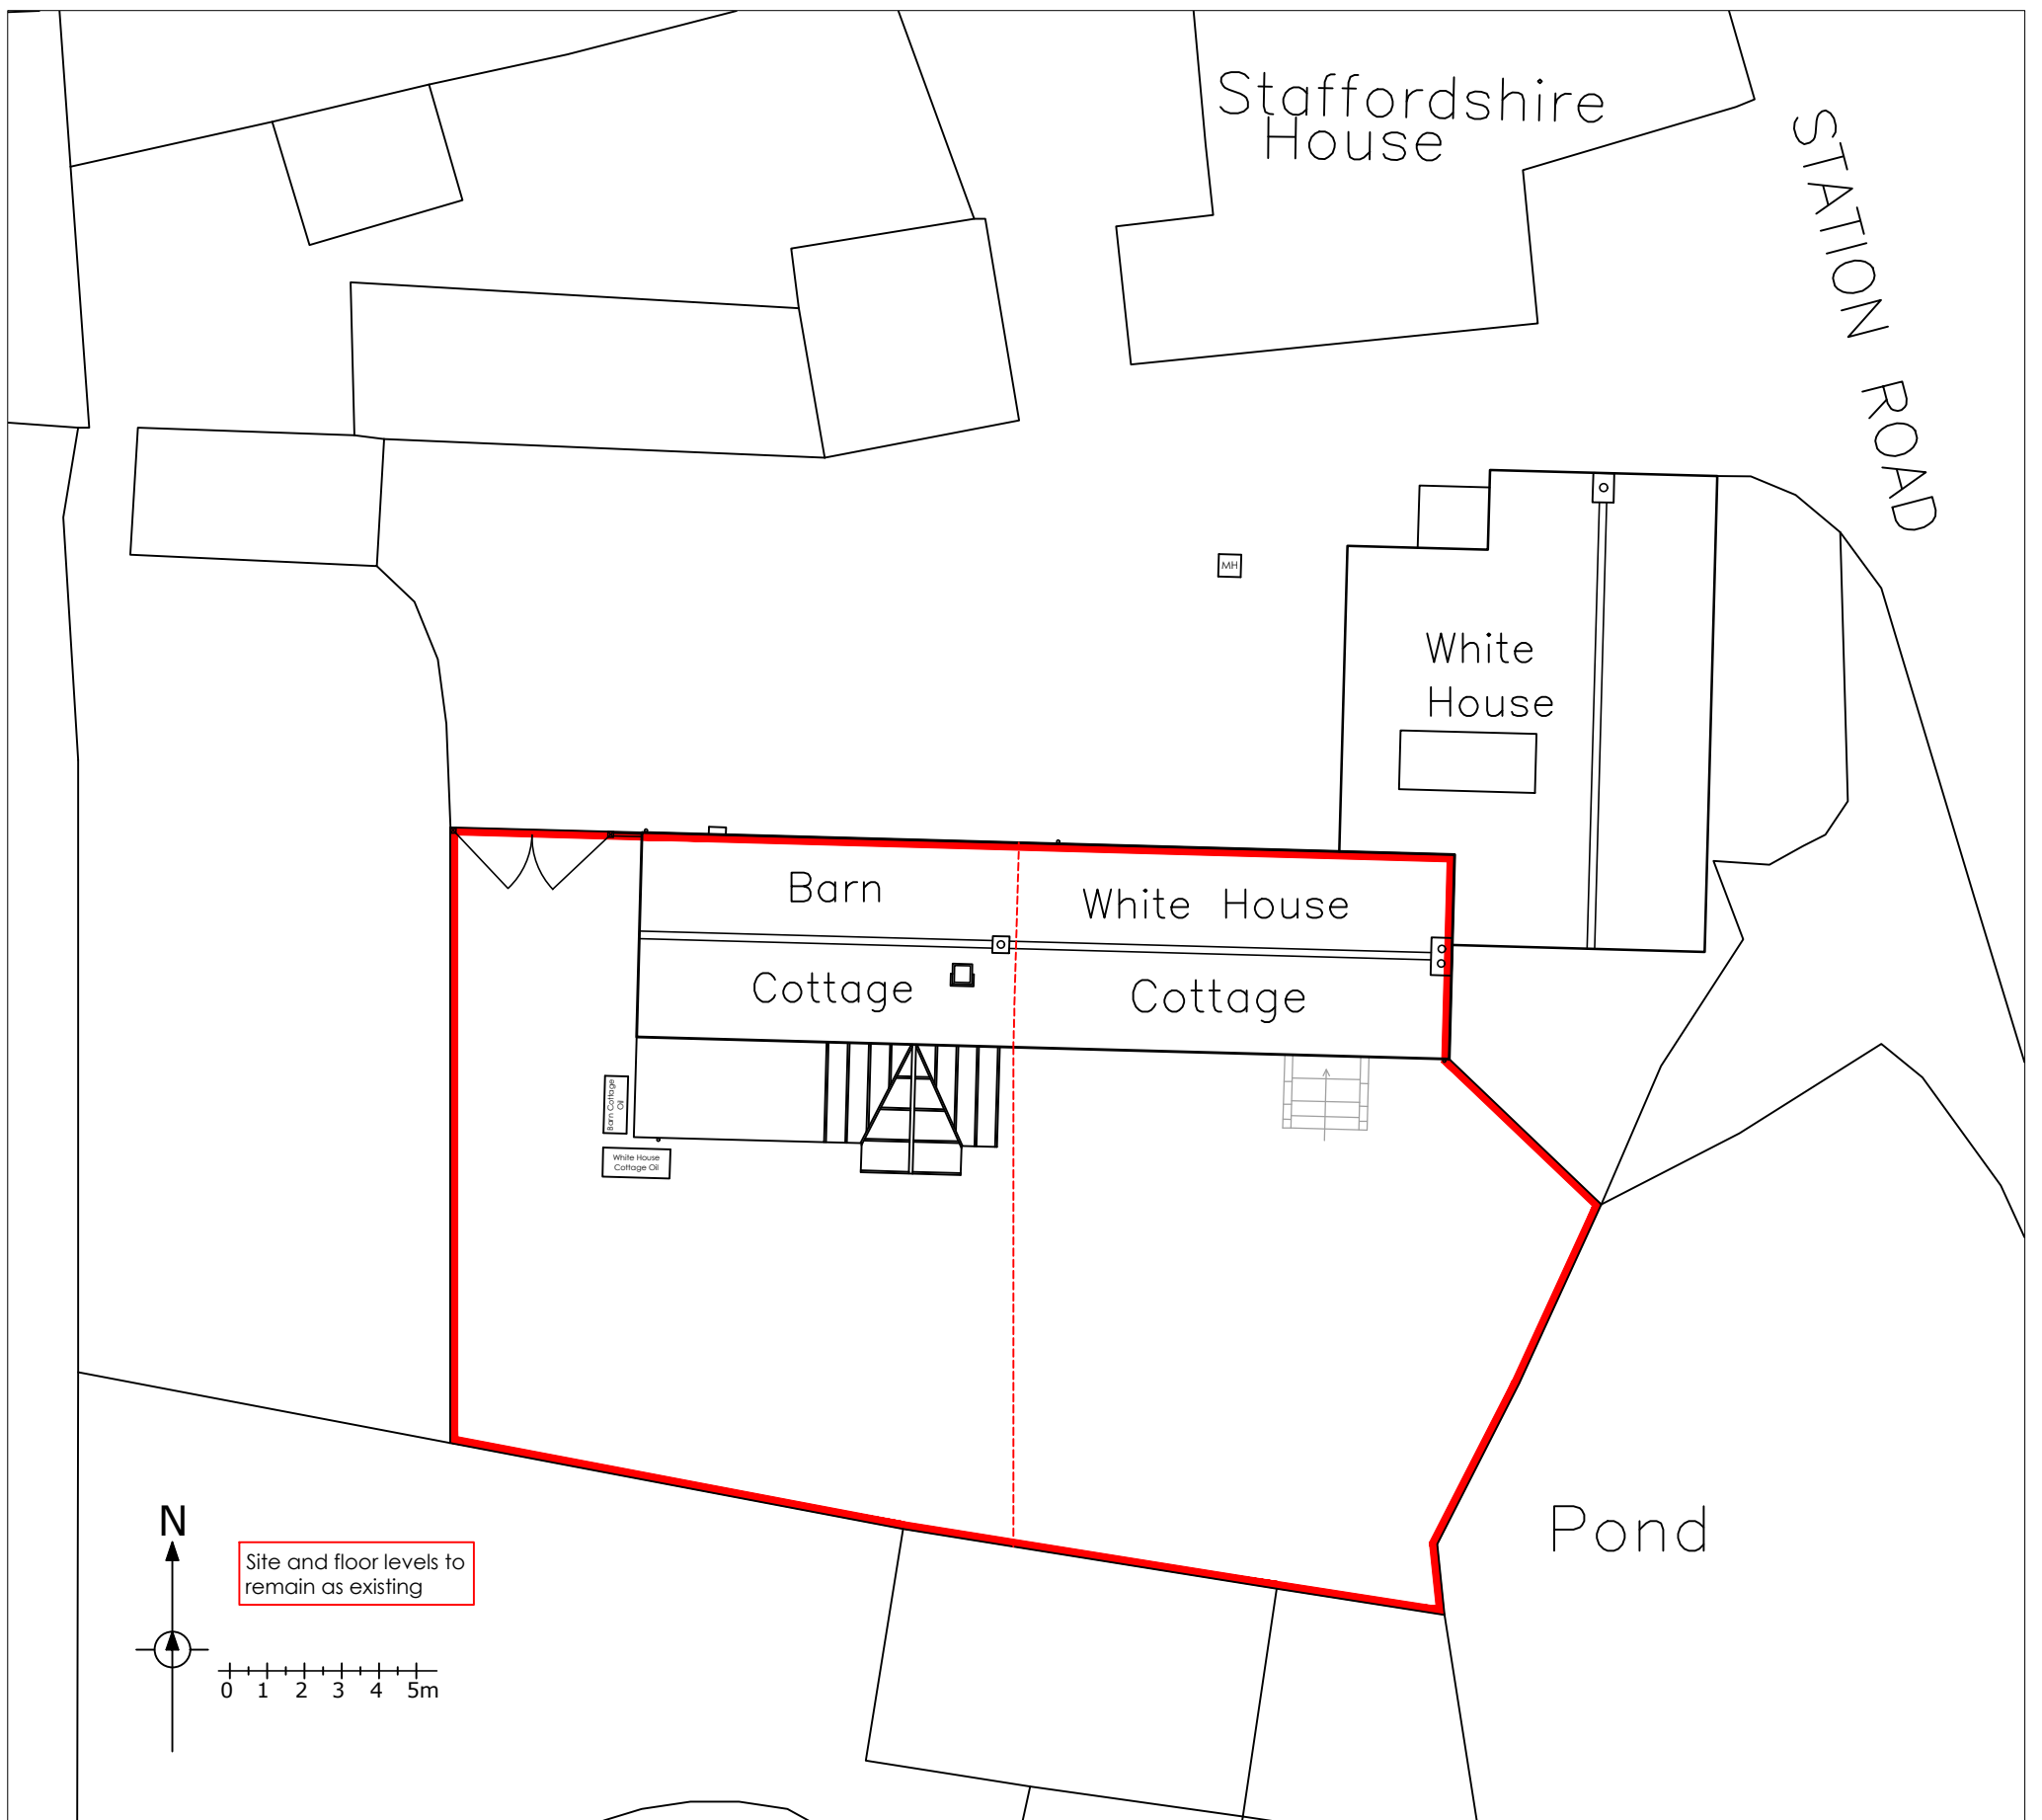 Staffordshire
House
STATION ROAD
MH
White
House
Barn
Cottage
White House
Cottage
Barn Cottage
Oil
White House
Cottage Oil
Pond
N
Site and floor levels to
remain as existing
0 1 2 3 4 5m